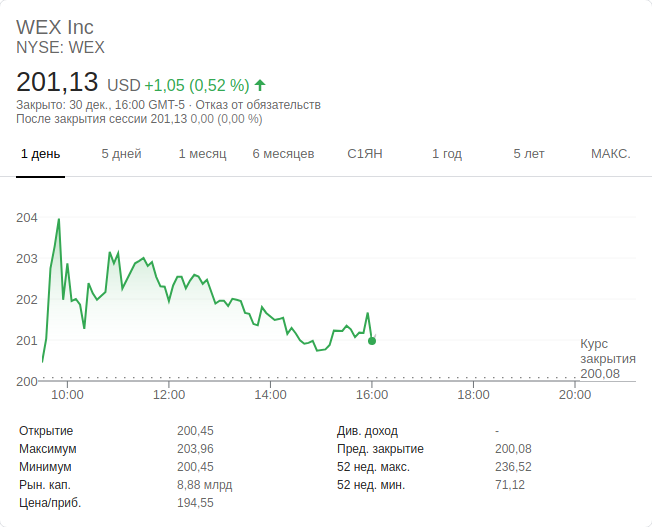 WEX Inc
NYSE: WEX
201,13 USD +1,05 (0,52 %) ↑
Закрыто: 30 дек., 16:00 GMT-5 · Отказ от обязательств
После закрытия сессии 201,13 0,00 (0,00 %)
1 день 5 дней 1 месяц 6 месяцев С1ЯН 1 год 5 лет МАКС.
204
203
202
201
200
Курс
закрытия
200,08
10:00 12:00 14:00 16:00 18:00 20:00
Открытие 200,45 Див. доход -
Максимум 203,96 Пред. закрытие 200,08
Минимум 200,45 52 нед. макс. 236,52
Рын. кап. 8,88 млрд 52 нед. мин. 71,12
Цена/приб. 194,55